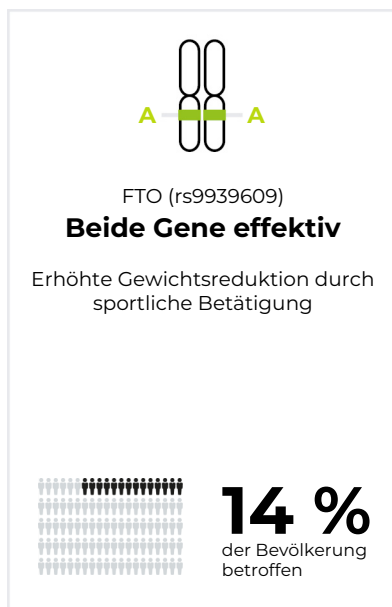 A A
FTO (rs9939609)
Beide Gene effektiv
Erhöhte Gewichtsreduktion durch
sportliche Betätigung
14 %
der Bevölkerung
betroffen